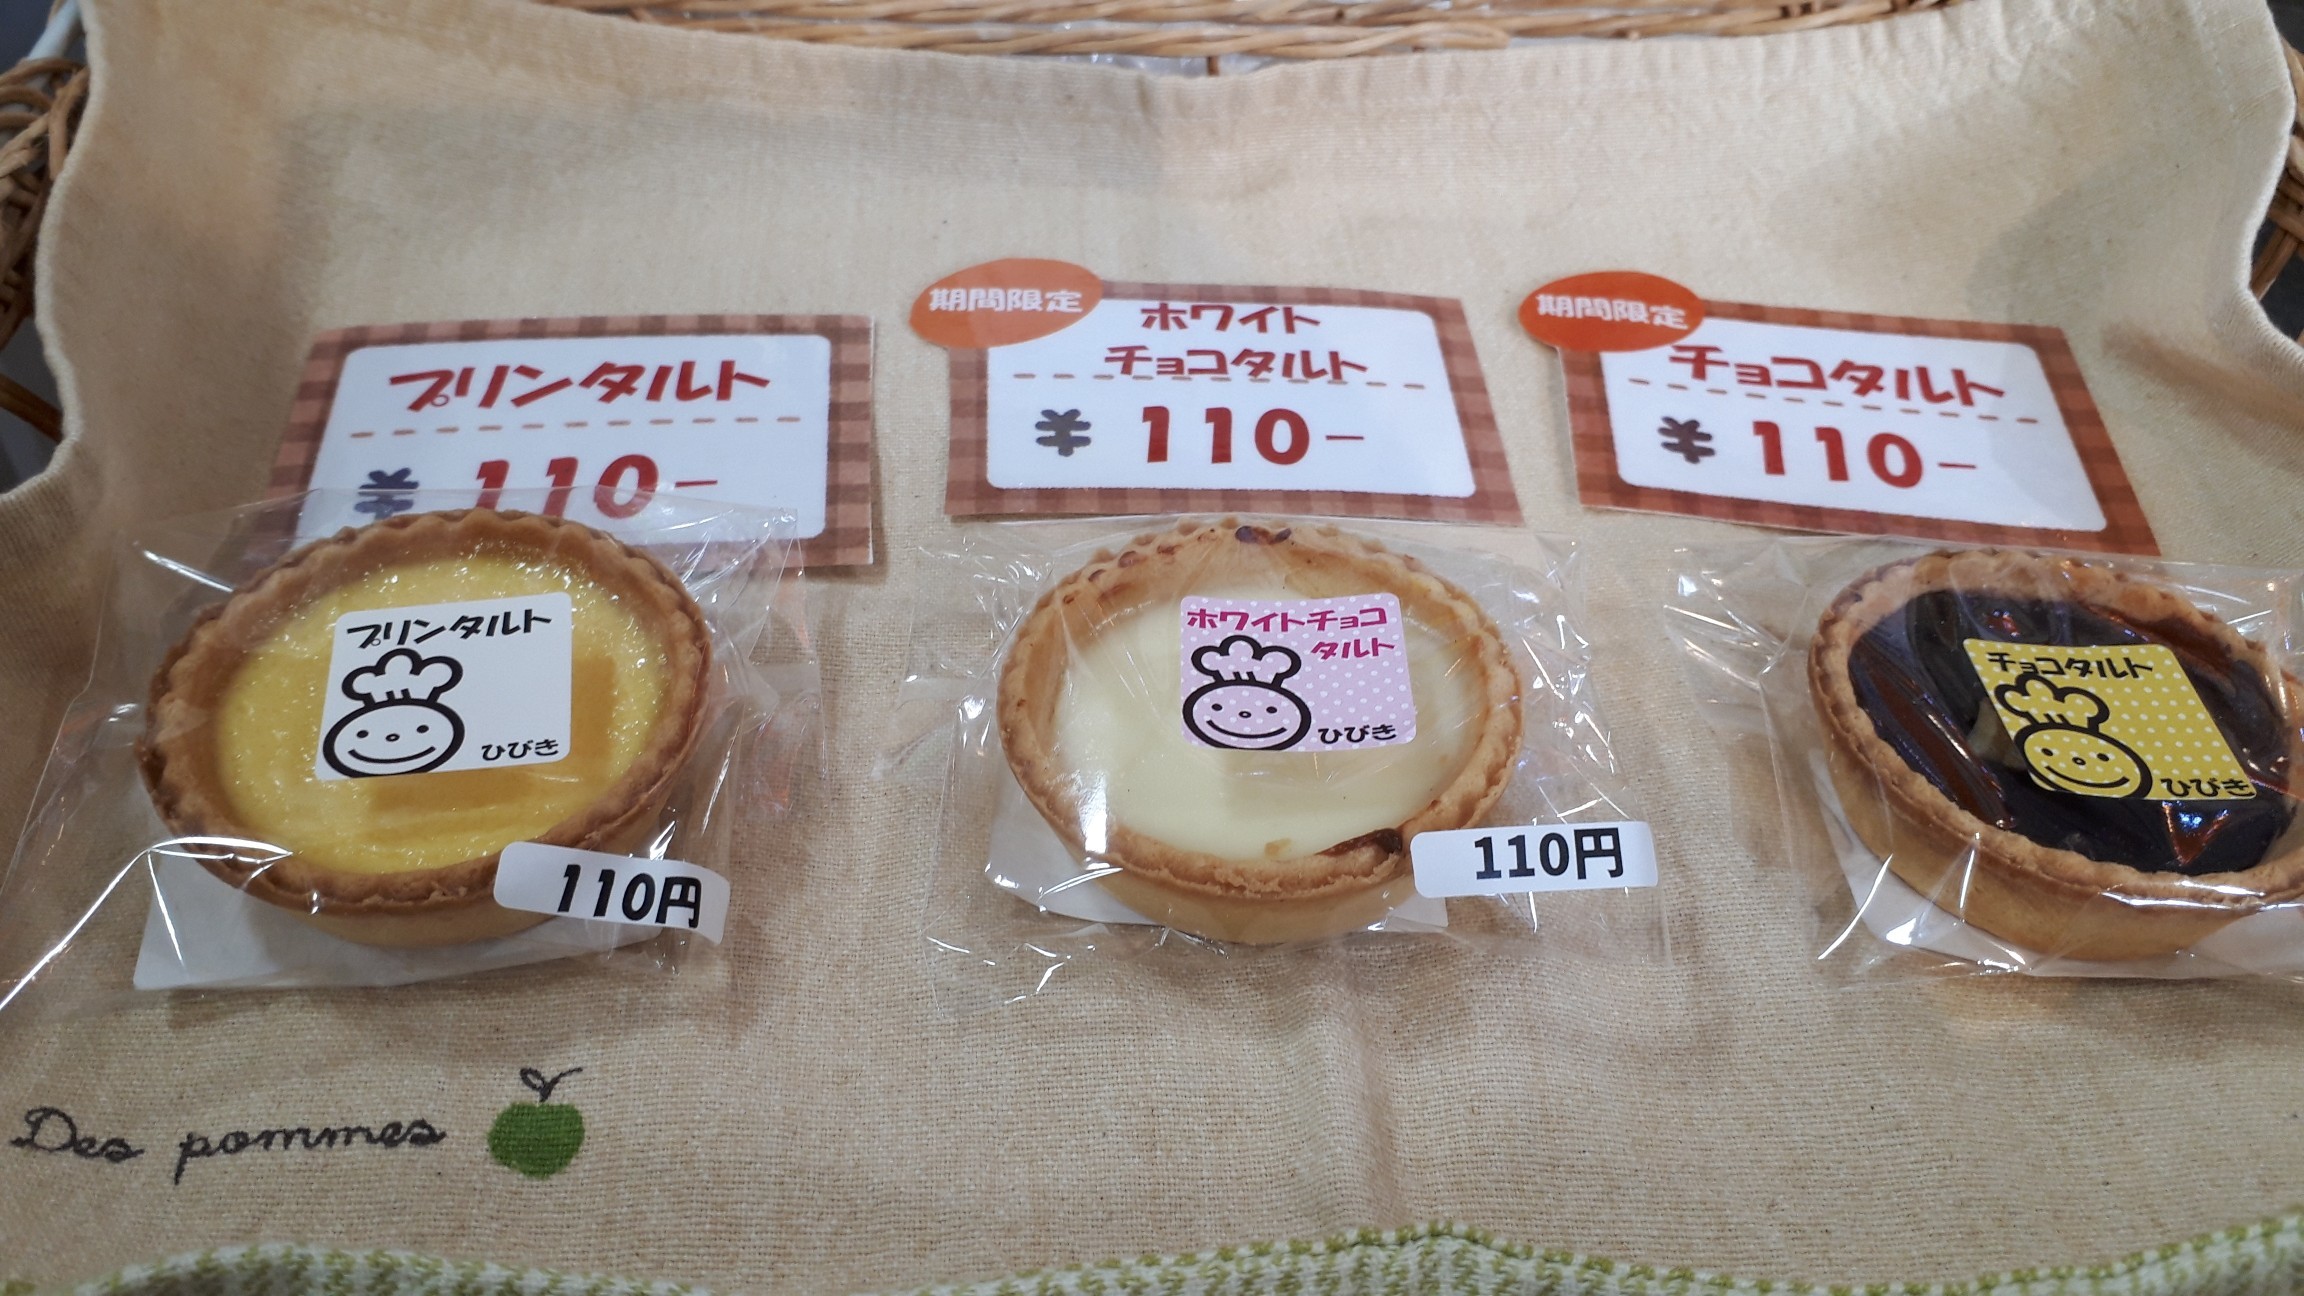 プリンタルト
¥ 110-
期間限定
ホワイト
チョコタルト
¥ 110-
期間限定
チョコタルト
¥ 110-
プリンタルト
ひびき
110円
ホワイトチョコ
タルト
ひびき
110円
チョコタルト
ひびき
Des pommes